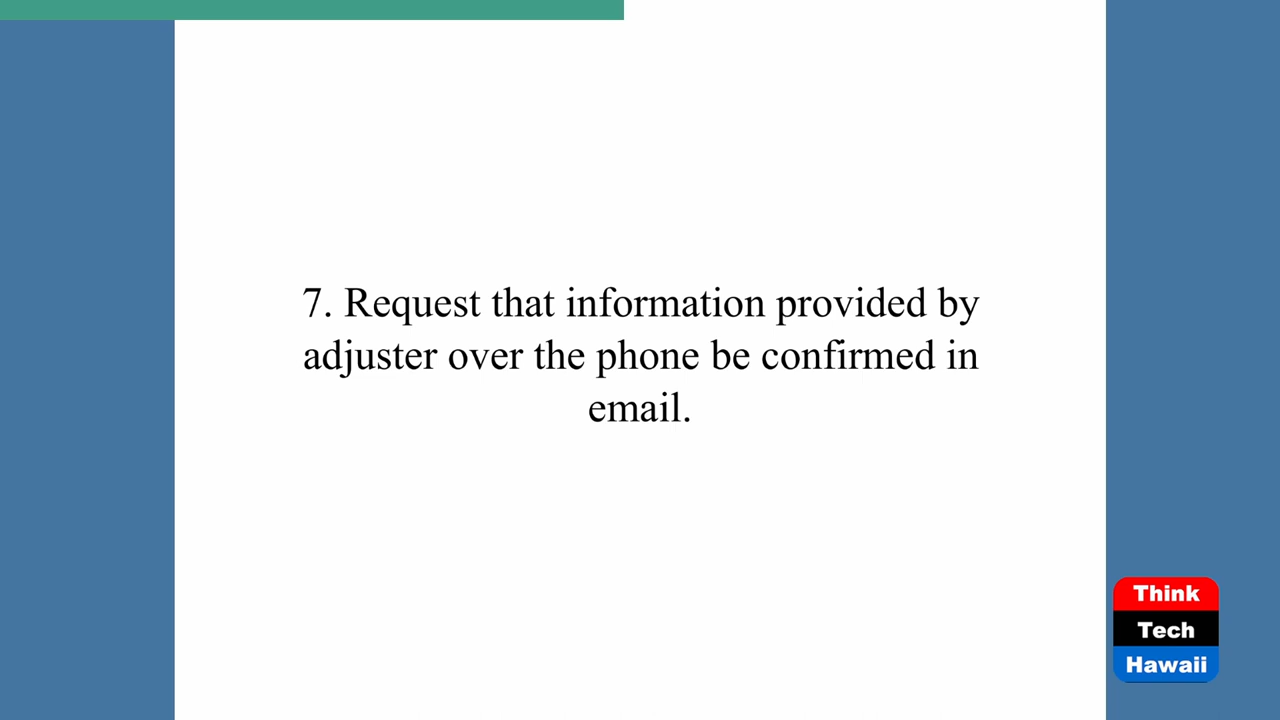 7. Request that information provided by
adjuster over the phone be confirmed in
email.
Think
Tech
Hawaii